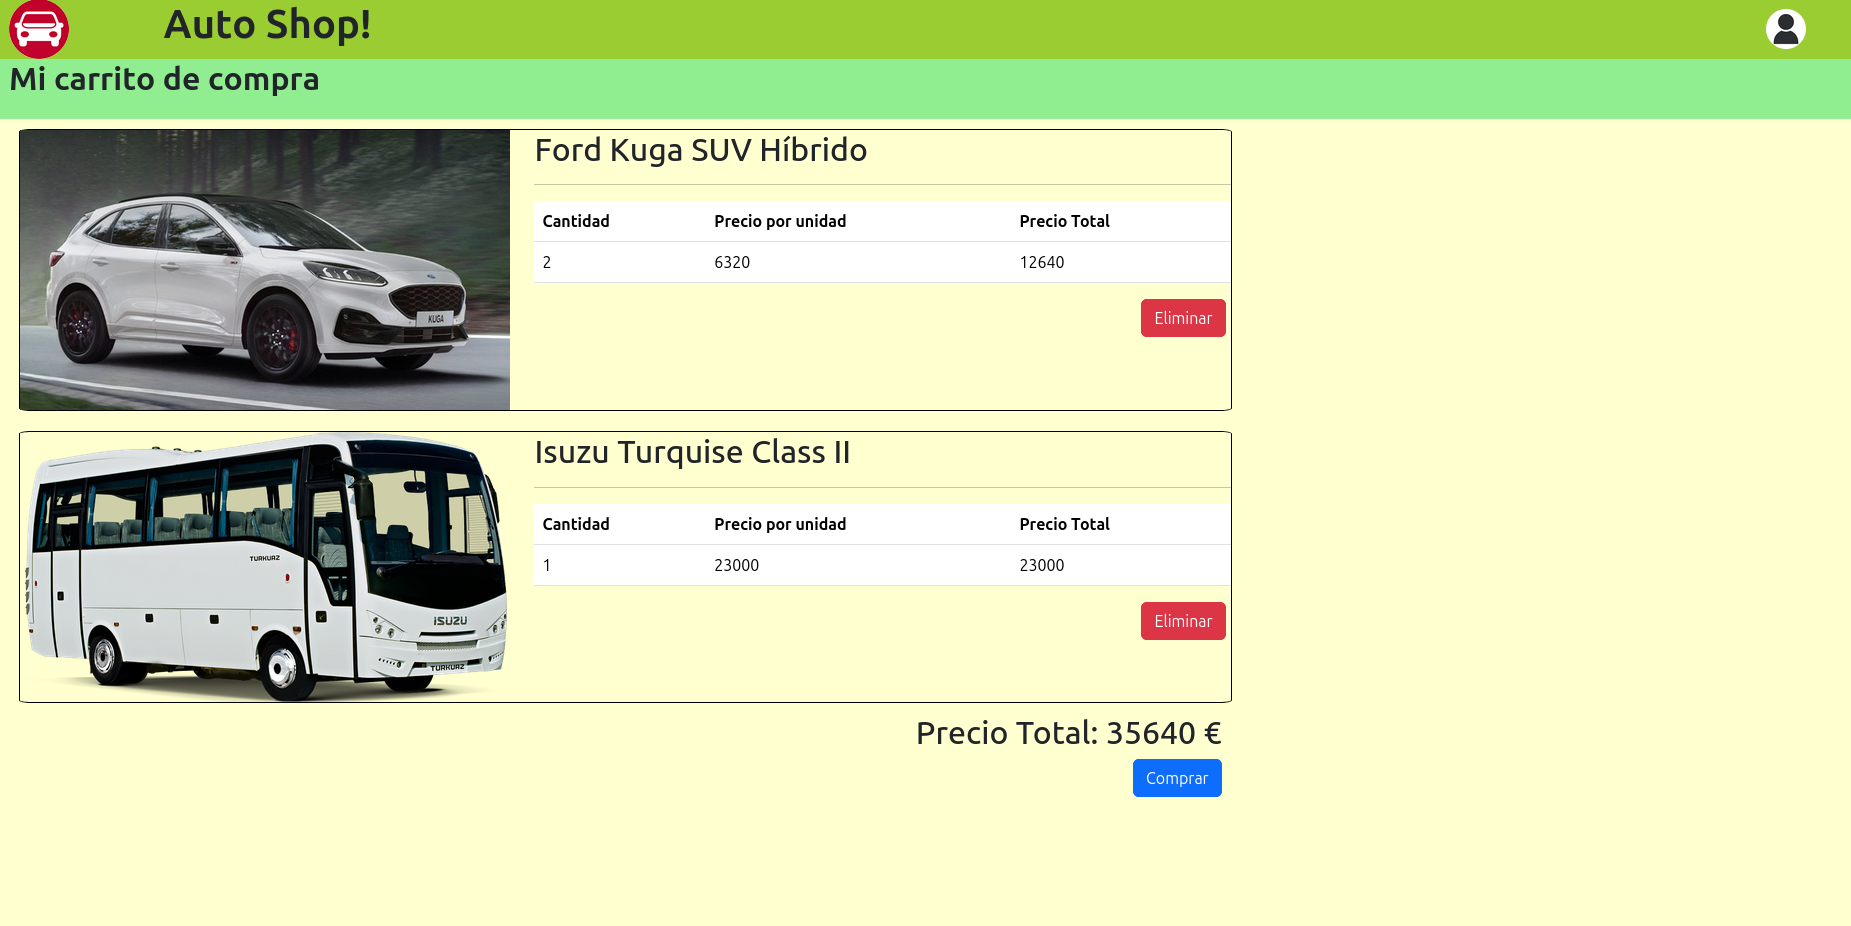 Auto Shop!
Mi carrito de compra
Ford Kuga SUV Híbrido
Cantidad Precio por unidad Precio Total
2 6320 12640
KUGA
Eliminar
Isuzu Turquise Class II
Cantidad Precio por unidad Precio Total
1 23000 23000
TURKUAZ
ISUZU
TURKUAZ
Eliminar
Precio Total: 35640 €
Comprar